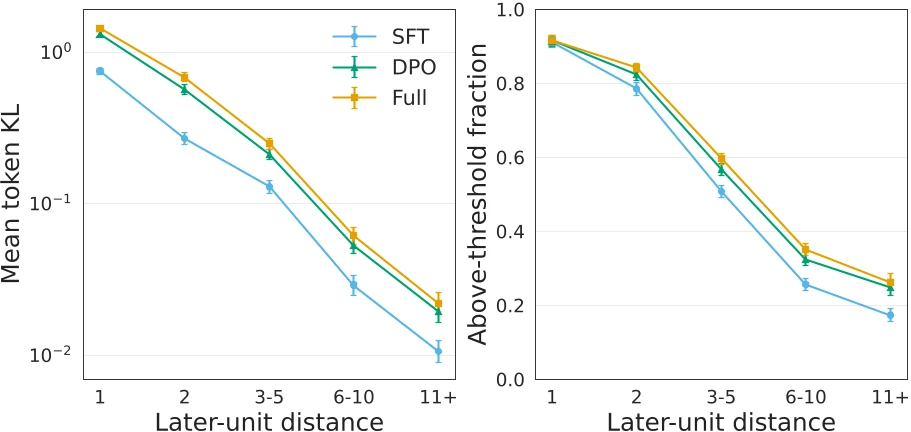 Mean token KL
10⁰
10⁻¹
10⁻²
SFT
DPO
Full
1
2
3-5
6-10
11+
Later-unit distance
Above-threshold fraction
1.0
0.8
0.6
0.4
0.2
0.0
1
2
3-5
6-10
11+
Later-unit distance